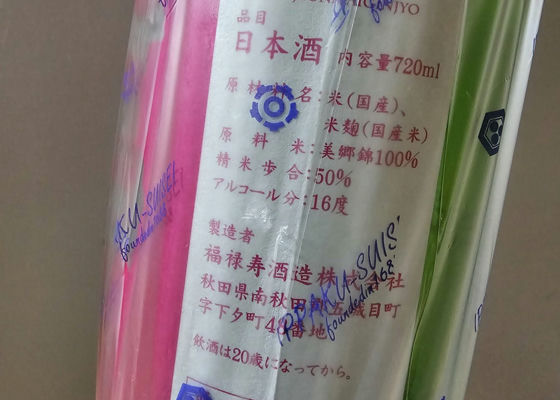 品目
日本酒 内容量720ml
原材料名:米(国産)、
米麹(国産米)
原料米:美郷錦100%
精米歩合:50%
アルコール分:16度
製造者
福禄寿酒造株式会社
秋田県南秋田郡五城目町
字下夕町48番地
飲酒は20歳になってから。
founded in 1688.